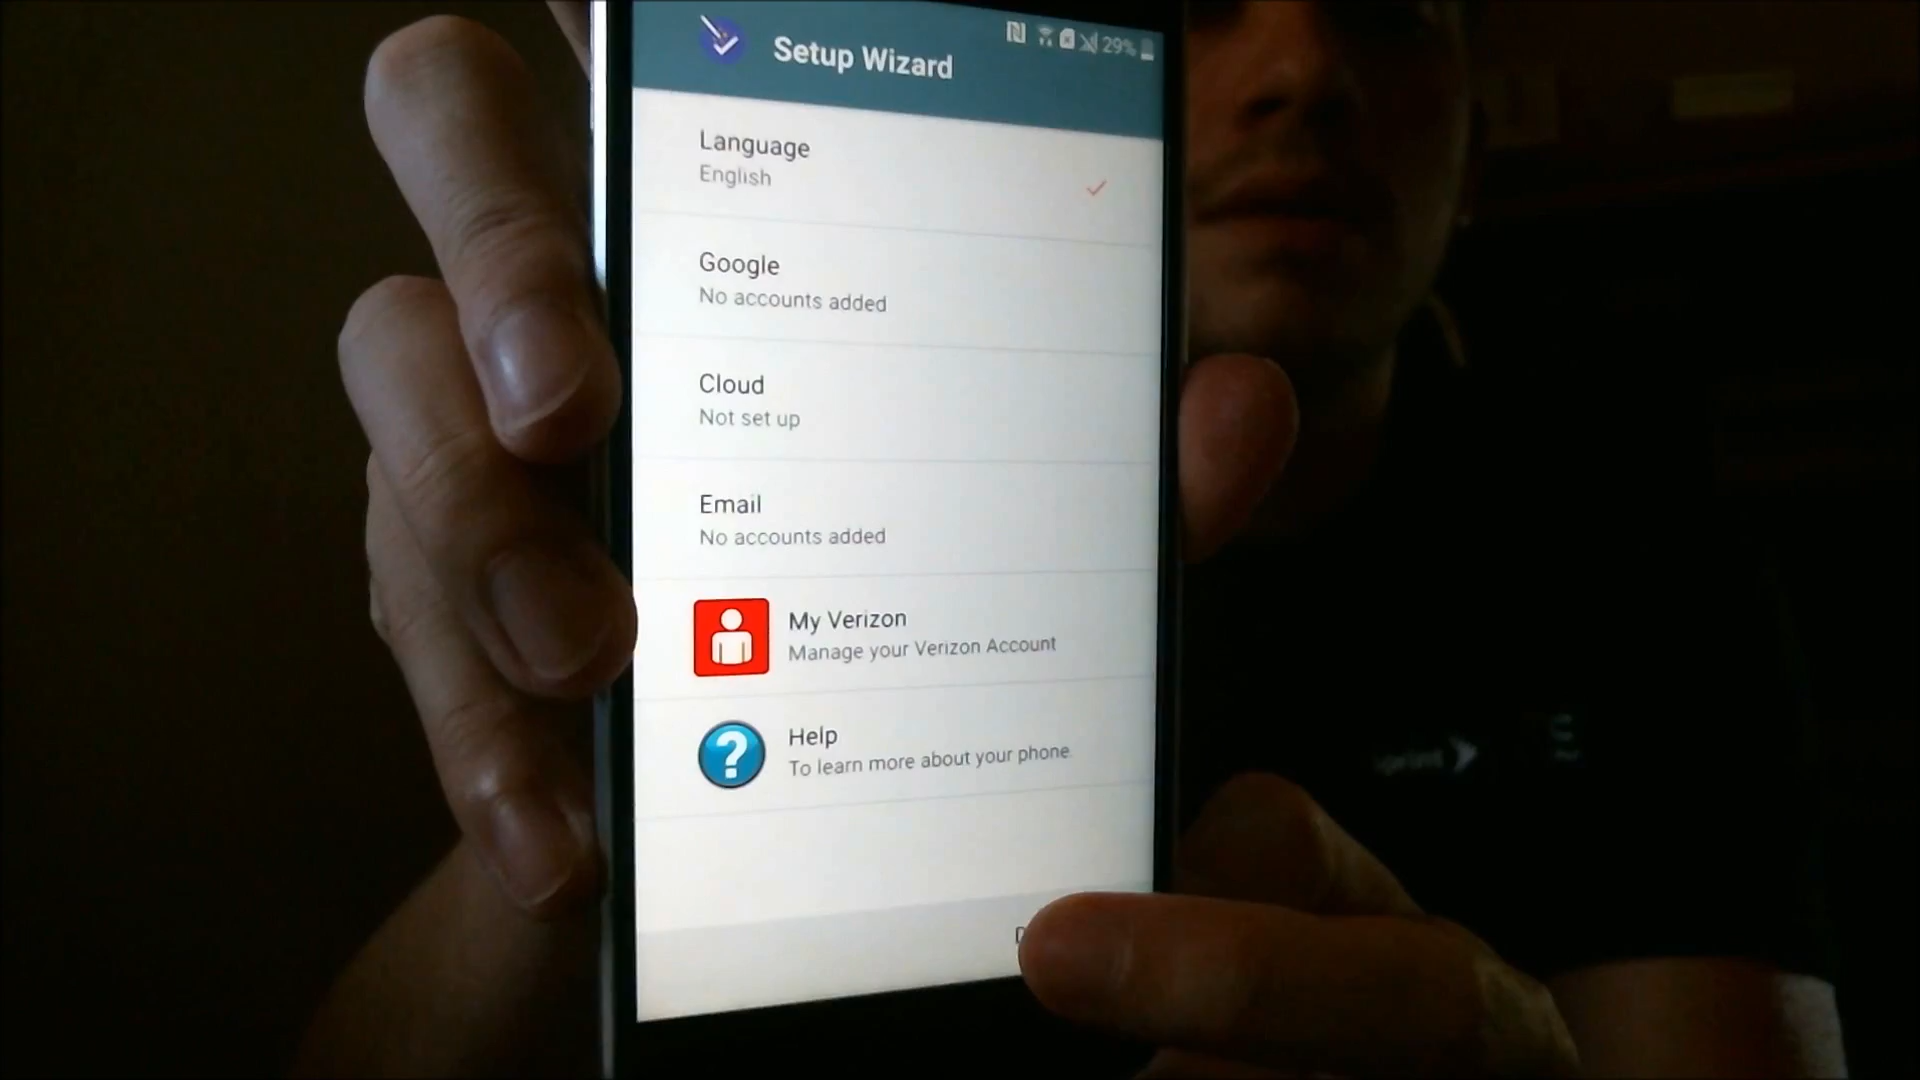 Setup Wizard
29%
Language
English
Google
No accounts added
Cloud
Not set up
Email
No accounts added
My Verizon
Manage your Verizon Account
Help
To learn more about your phone
Sprint